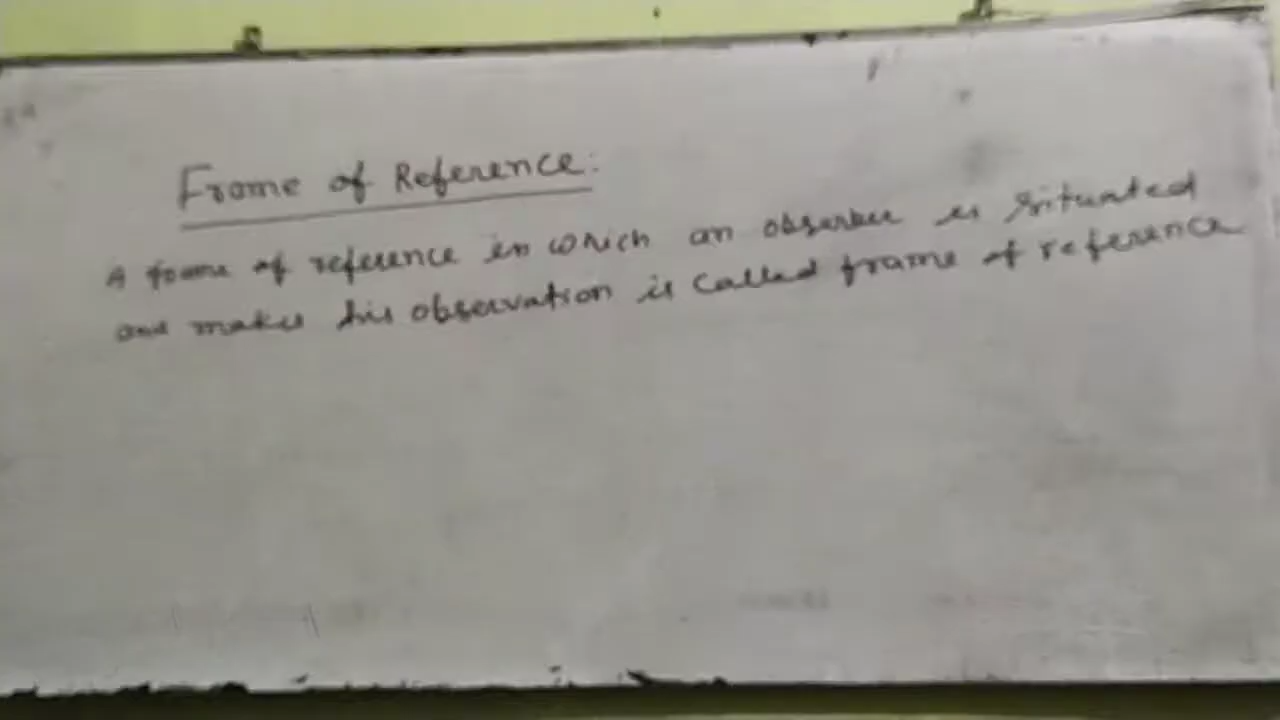 Frame of Reference:
A frame of reference in which an observer is situated
and makes his observation is called frame of reference